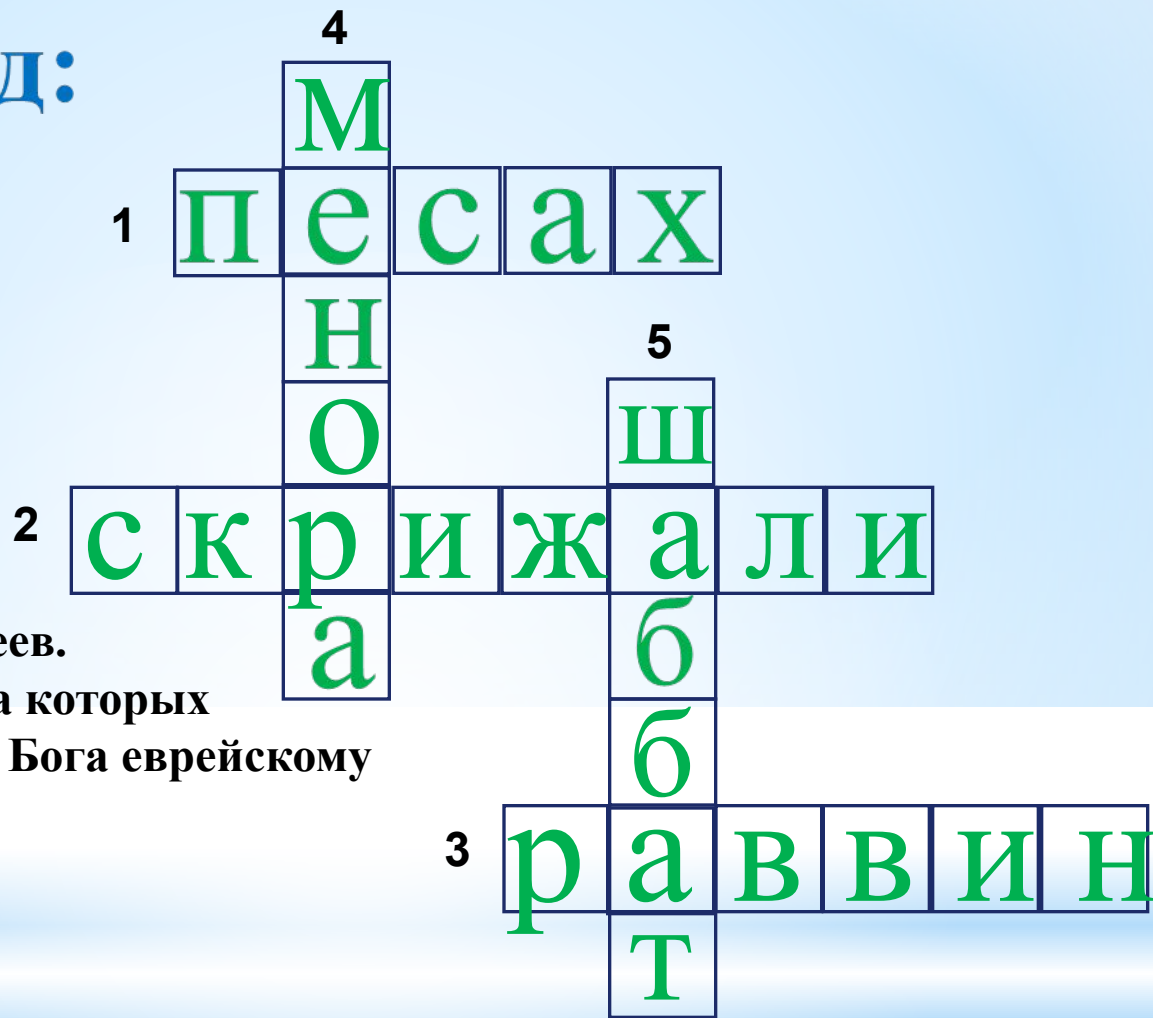 д:
4
м
1 песах
н
5
о ш
2 скрижали
а б
еев.
а которых
б
Бога еврейскому
3 раввин
т